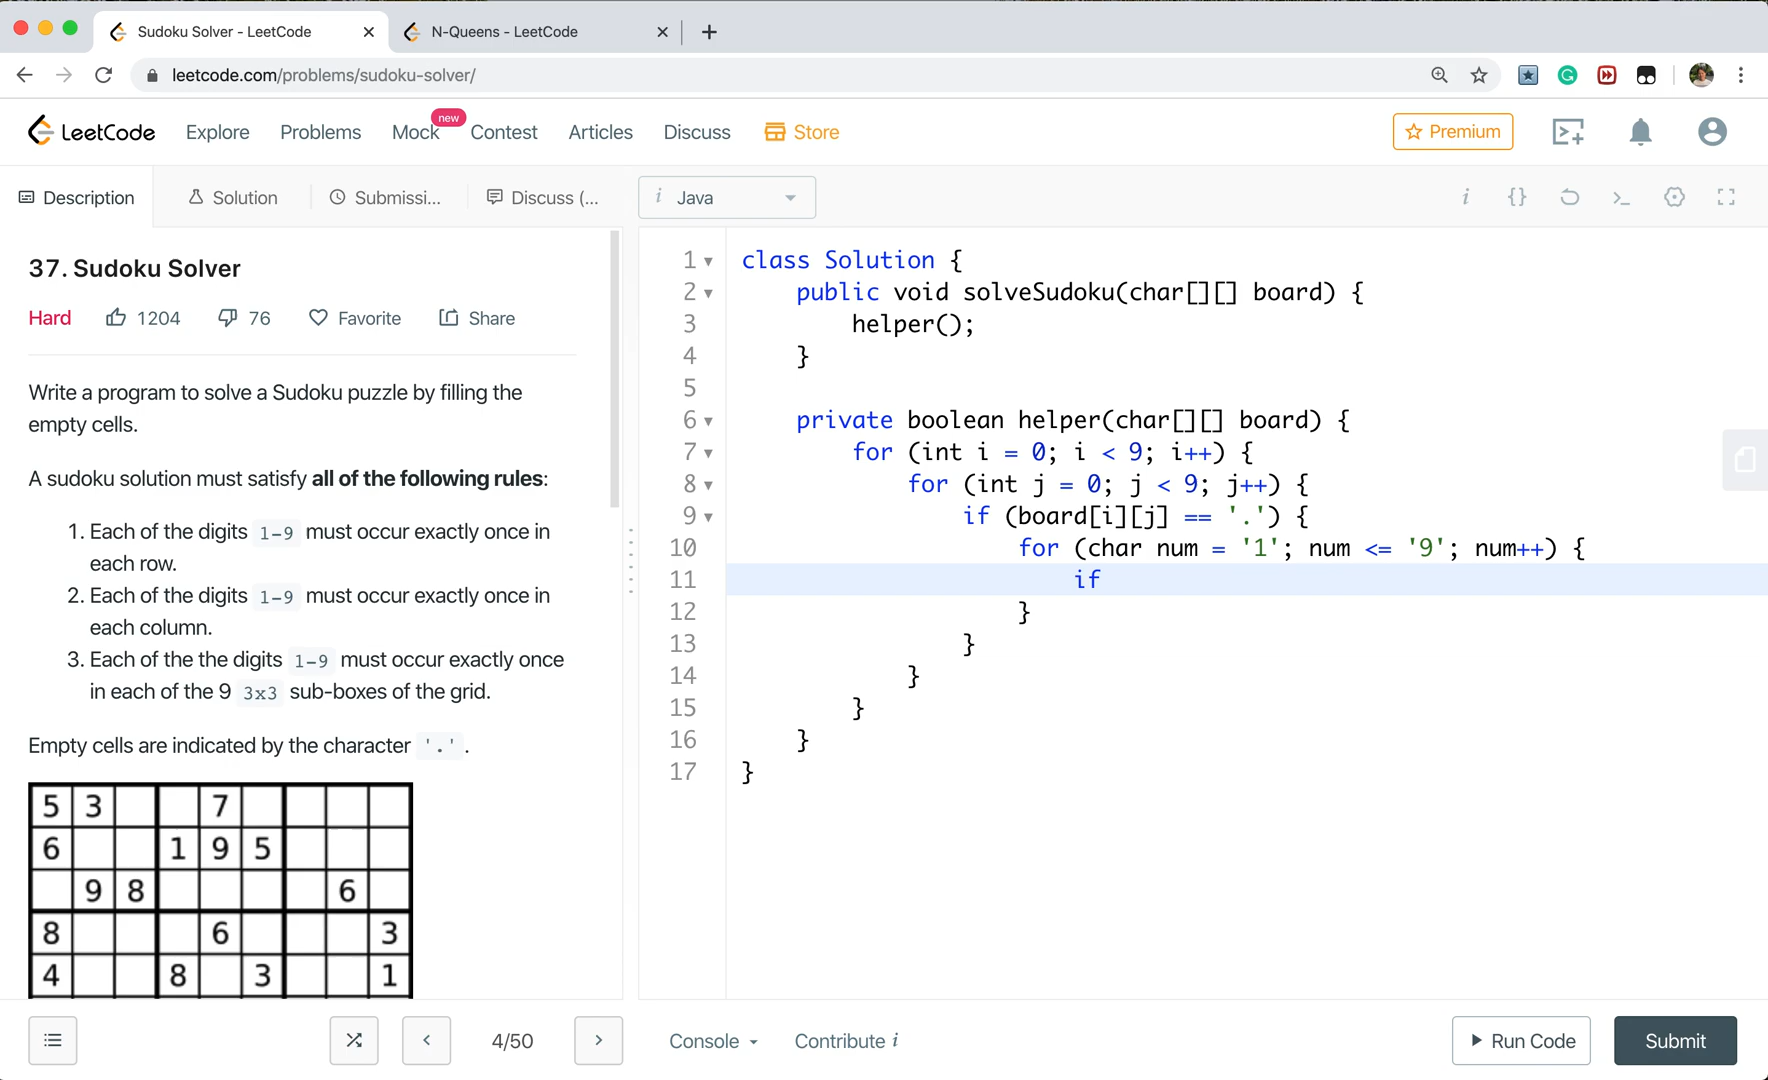 Sudoku Solver - LeetCode
N-Queens - LeetCode
leetcode.com/problems/sudoku-solver/
LeetCode
Explore
Problems
Mock
new
Contest
Articles
Discuss
Store
Premium
Description
Solution
Submissi...
Discuss (...
i Java
i
{}
>_
37. Sudoku Solver
Hard
1204
76
Favorite
Share
Write a program to solve a Sudoku puzzle by filling the
empty cells.
A sudoku solution must satisfy all of the following rules:
1. Each of the digits 1-9 must occur exactly once in
each row.
2. Each of the digits 1-9 must occur exactly once in
each column.
3. Each of the the digits 1-9 must occur exactly once
in each of the 9 3x3 sub-boxes of the grid.
Empty cells are indicated by the character '.'.
5 3 7
6 1 9 5
9 8 6
8 6 3
4 8 3 1
1 class Solution {
2 public void solveSudoku(char[][] board) {
3 helper();
4 }
5
6 private boolean helper(char[][] board) {
7 for (int i = 0; i < 9; i++) {
8 for (int j = 0; j < 9; j++) {
9 if (board[i][j] == '.') {
10 for (char num = '1'; num <= '9'; num++) {
11 if
12 }
13 }
14 }
15 }
16 }
17 }
4/50
Console
Contribute i
Run Code
Submit